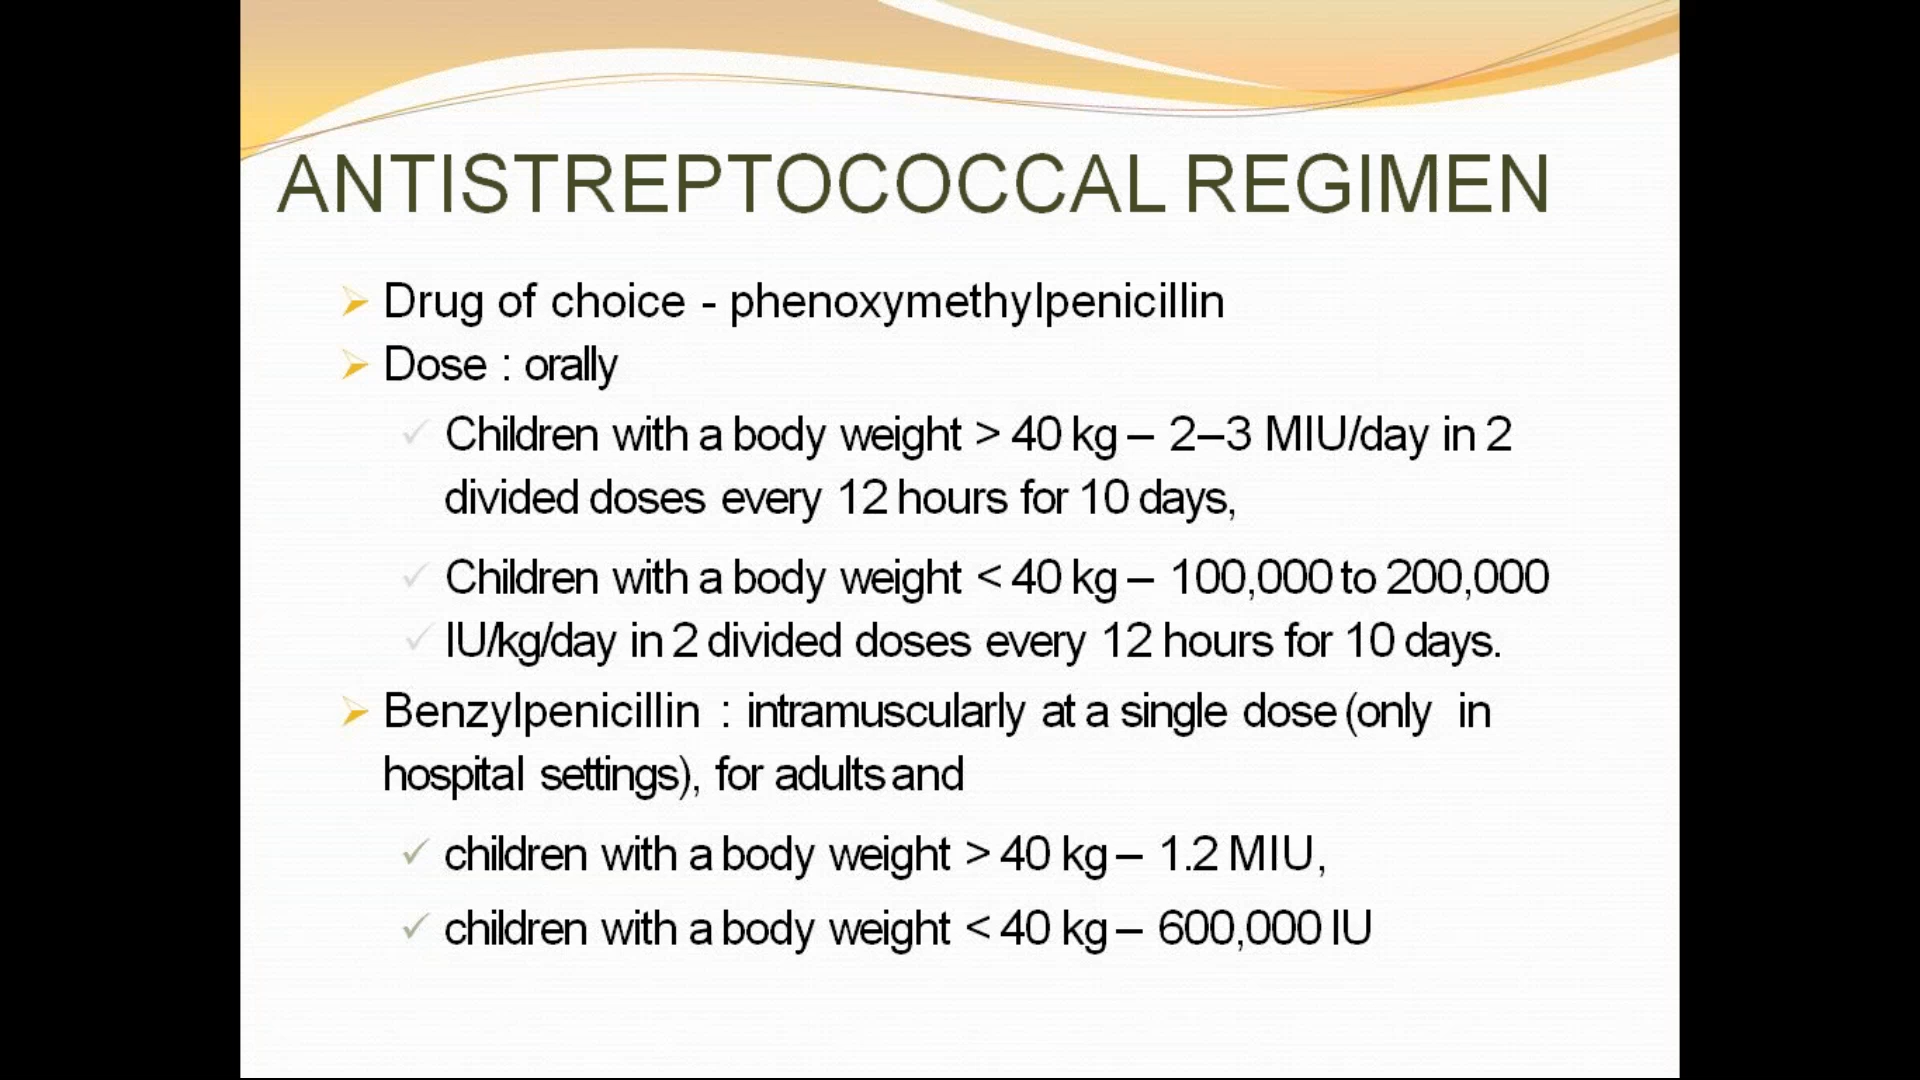 ANTISTREPTOCOCCAL REGIMEN
Drug of choice - phenoxymethylpenicillin
Dose : orally
Children with a body weight > 40 kg – 2–3 MIU/day in 2
divided doses every 12 hours for 10 days,
Children with a body weight < 40 kg – 100,000 to 200,000
IU/kg/day in 2 divided doses every 12 hours for 10 days.
Benzylpenicillin : intramuscularly at a single dose (only in
hospital settings), for adults and
children with a body weight > 40 kg – 1.2 MIU,
children with a body weight < 40 kg – 600,000 IU